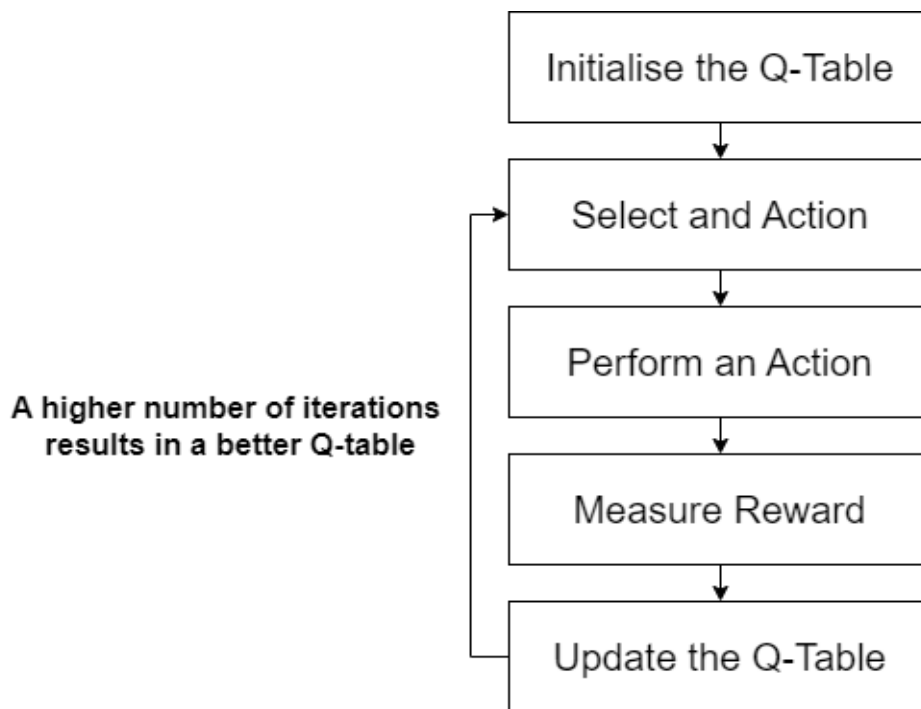 Initialise the Q-Table
Select and Action
Perform an Action
A higher number of iterations
results in a better Q-table
Measure Reward
Update the Q-Table